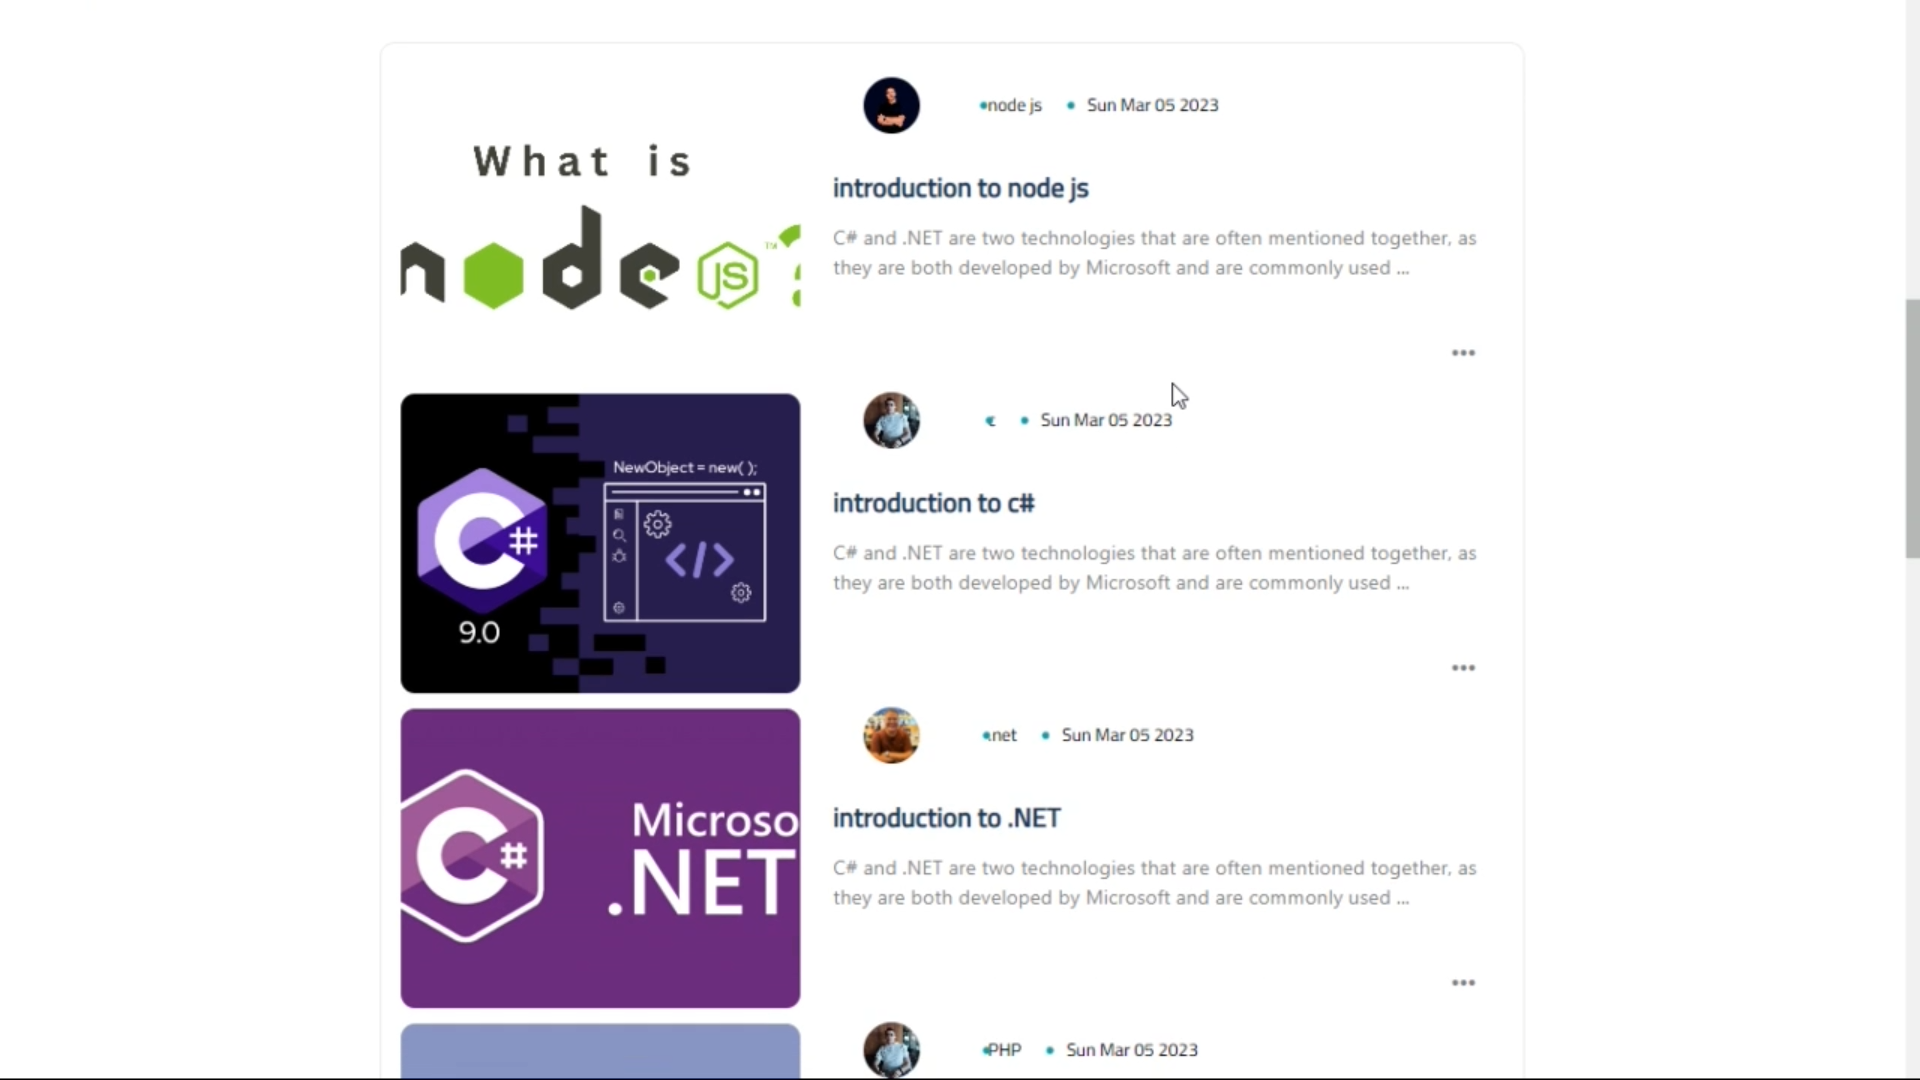 What is
node JS ™ ?
node js • Sun Mar 05 2023
introduction to node js
C# and .NET are two technologies that are often mentioned together, as
they are both developed by Microsoft and are commonly used ...
•••
C# 9.0
NewObject = new( );
</>
• Sun Mar 05 2023
introduction to c#
C# and .NET are two technologies that are often mentioned together, as
they are both developed by Microsoft and are commonly used ...
•••
C#
Microso
.NET
.net • Sun Mar 05 2023
introduction to .NET
C# and .NET are two technologies that are often mentioned together, as
they are both developed by Microsoft and are commonly used ...
•••
PHP • Sun Mar 05 2023